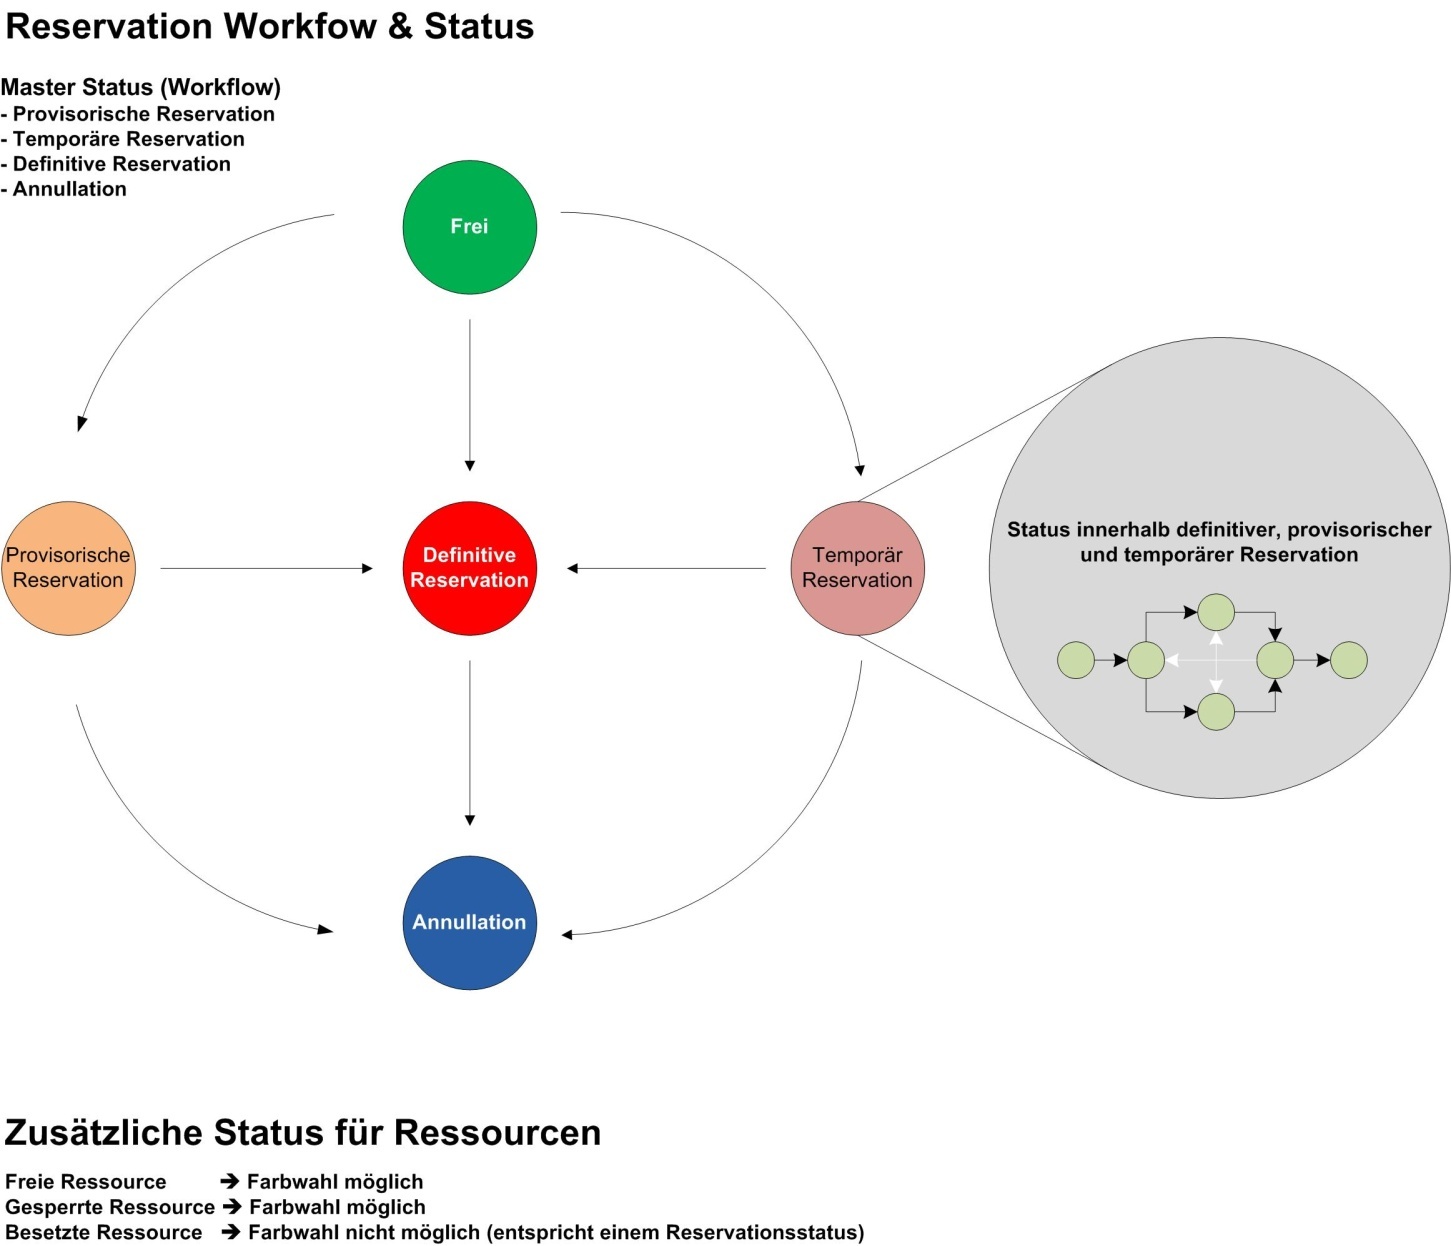 Reservation Workfow & Status
Master Status (Workflow)
- Provisorische Reservation
- Temporäre Reservation
- Definitive Reservation
- Annullation
Frei
Provisorische
Reservation
Definitive
Reservation
Temporär
Reservation
Status innerhalb definitiver, provisorischer
und temporärer Reservation
Annullation
Zusätzliche Status für Ressourcen
Freie Ressource ➔ Farbwahl möglich
Gesperrte Ressource ➔ Farbwahl möglich
Besetzte Ressource ➔ Farbwahl nicht möglich (entspricht einem Reservationsstatus)